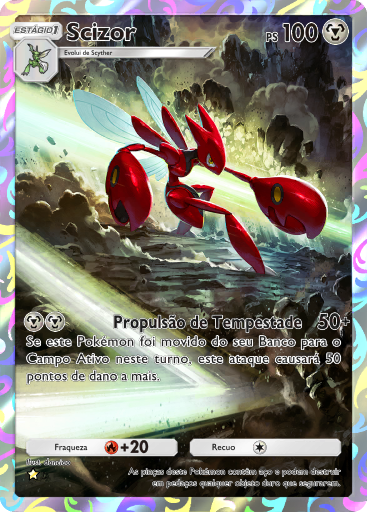 ESTÁGIO 1
Scizor
PS 100
Evolui de Scyther
Propulsão de Tempestade 50+
Se este Pokémon foi movido do seu Banco para o
Campo Ativo neste turno, este ataque causará 50
pontos de dano a mais.
Fraqueza +20
Recuo
Illust. danciao
As pinças deste Pokémon contêm aço e podem destruir
em pedaços qualquer objeto duro que segurarem.